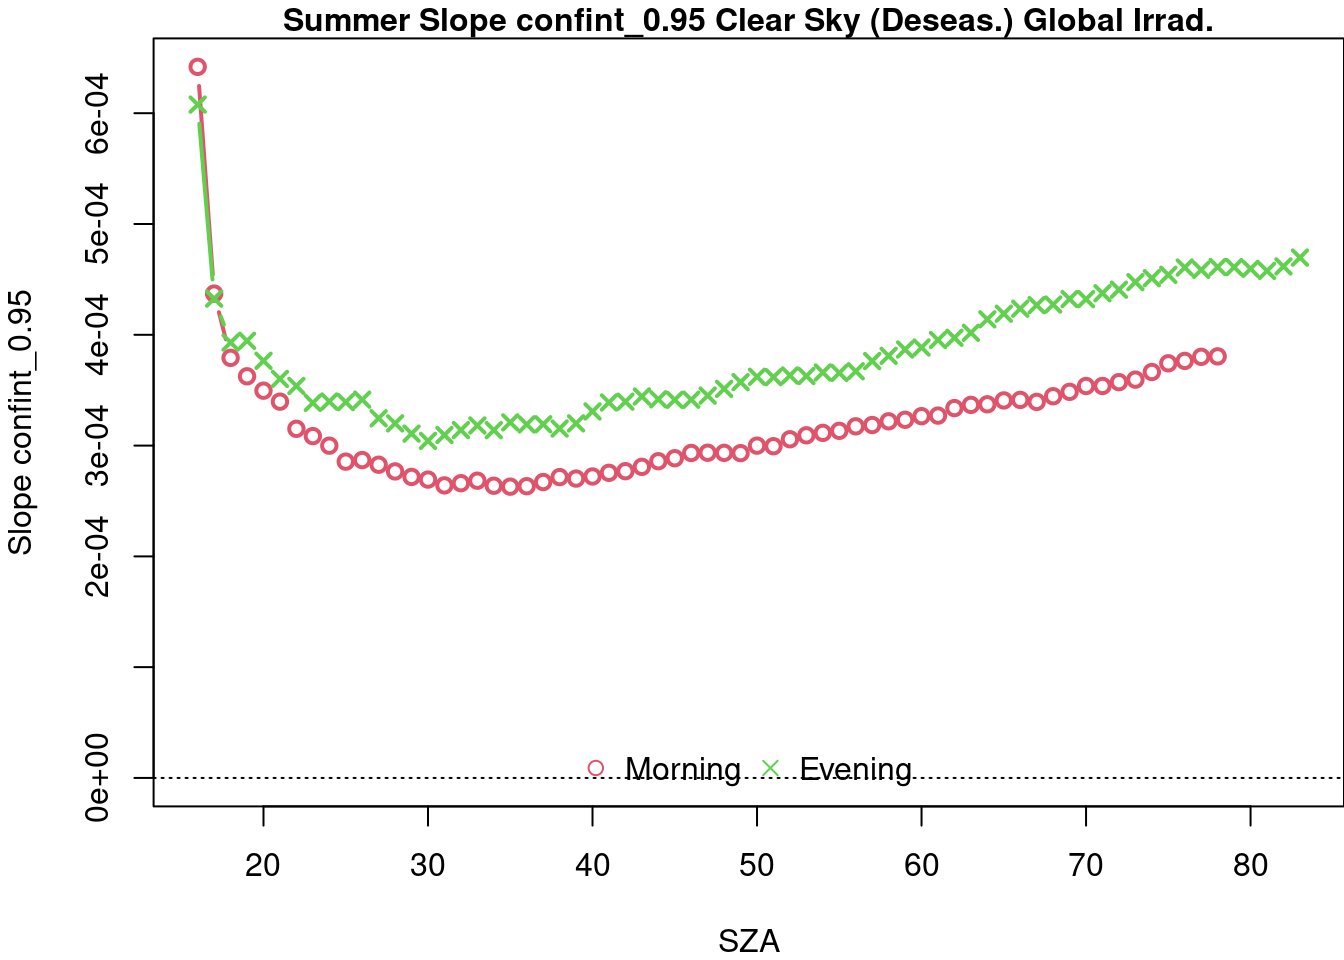 Summer Slope confint_0.95 Clear Sky (Deseas.) Global Irrad.
Slope confint_0.95
6e-04
5e-04
4e-04
3e-04
2e-04
0e+00
Morning Evening
20 30 40 50 60 70 80
SZA